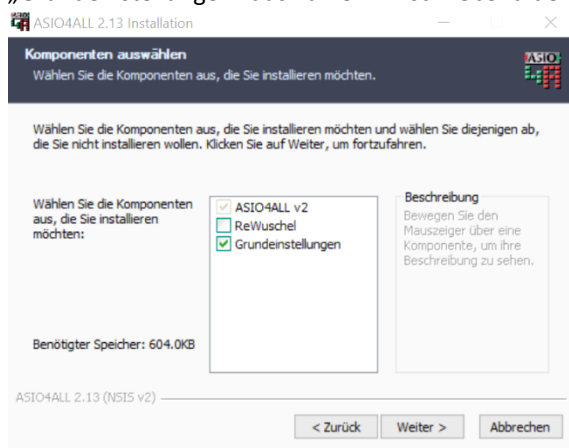 ASIO4ALL 2.13 Installation
Komponenten auswählen
Wählen Sie die Komponenten aus, die Sie installieren möchten.
ASIO
Wählen Sie die Komponenten aus, die Sie installieren möchten und wählen Sie diejenigen ab,
die Sie nicht installieren wollen. Klicken Sie auf Weiter, um fortzufahren.
Wählen Sie die Komponenten
aus, die Sie installieren
möchten:
ASIO4ALL v2
ReWuschel
Grundeinstellungen
Beschreibung
Bewegen Sie den
Mauszeiger über eine
Komponente, um ihre
Beschreibung zu sehen.
Benötigter Speicher: 604.0KB
ASIO4ALL 2.13 (NSIS v2)
< Zurück
Weiter >
Abbrechen